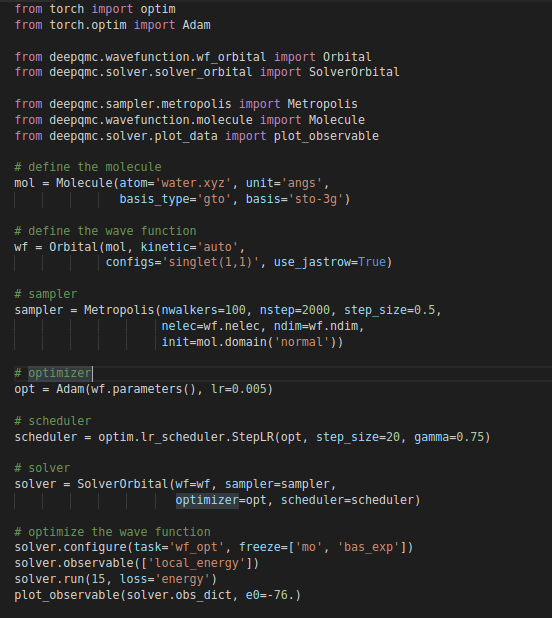 from torch import optim
from torch.optim import Adam
from deepqmc.wavefunction.wf_orbital import Orbital
from deepqmc.solver.solver_orbital import SolverOrbital
from deepqmc.sampler.metropolis import Metropolis
from deepqmc.wavefunction.molecule import Molecule
from deepqmc.solver.plot_data import plot_observable
# define the molecule
mol = Molecule(atom='water.xyz', unit='angs',
basis_type='gto', basis='sto-3g')
# define the wave function
wf = Orbital(mol, kinetic='auto',
configs='singlet(1,1)', use_jastrow=True)
# sampler
sampler = Metropolis(nwalkers=100, nstep=2000, step_size=0.5,
nelec=wf.nelec, ndim=wf.ndim,
init=mol.domain('normal'))
# optimizer
opt = Adam(wf.parameters(), lr=0.005)
# scheduler
scheduler = optim.lr_scheduler.StepLR(opt, step_size=20, gamma=0.75)
# solver
solver = SolverOrbital(wf=wf, sampler=sampler,
optimizer=opt, scheduler=scheduler)
# optimize the wave function
solver.configure(task='wf_opt', freeze=['mo', 'bas_exp'])
solver.observable(['local_energy'])
solver.run(15, loss='energy')
plot_observable(solver.obs_dict, e0=-76.)